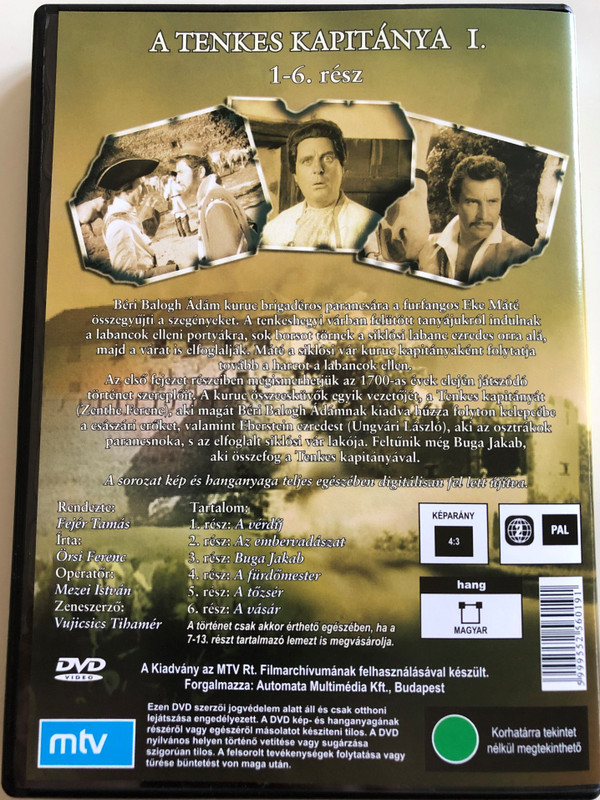 A TENKES KAPITÁNYA I.
1-6. rész
Béri Balogh Ádám kuruc brigadéros parancsára a furfangos Eke Máté
összegyűjti a szegényeket. A tenkeshegyi várban felütött tanyájukról indulnak
a labancok elleni portyákra, sok borsot törnek a siklósi labanc ezredes orra alá,
majd a várat is elfoglalják. Máté a siklósi vár kuruc kapitányaként folytatja
tovább a harcot a labancok ellen.
Az első fejezet részeiben megismerhetjük az 1700-as évek elején játszódó
történet szereplőit. A kuruc összeesküvők egyik vezetőjét, a Tenkes kapitányát
(Zenthe Ferenc), aki magát Béri Balogh Ádámnak kiadva húzza folyton kelepcébe
a császári erőket, valamint Eberstein ezredest (Ungvári László), aki az osztrákok
parancsnoka, s az elfoglalt siklósi vár lakója. Feltűnik még Buga Jakab,
aki összefog a Tenkes kapitányával.
A sorozat kép és hanganyaga teljes egészében digitálisan fel lett újítva.
Rendezte:
Fejér Tamás
Írta:
Örsi Ferenc
Operatőr:
Mezei István
Zeneszerző:
Vujicsics Tihamér
Tartalom:
1. rész: A vérdíj
2. rész: Az embervadászat
3. rész: Buga Jakab
4. rész: A fürdőmester
5. rész: A tőzsér
6. rész: A vásár
A történet csak akkor érthető egészében, ha a
7-13. részt tartalmazó lemezt is megvásárolja.
KÉPARÁNY
4:3
2
PAL
hang
MAGYAR
5999552560191
DVD
VIDEO
A Kiadvány az MTV Rt. Filmarchívumának felhasználásával készült.
Forgalmazza: Automata Multimédia Kft., Budapest
mtv
Ezen DVD szerzői jogvédelem alatt áll és csak otthoni
lejátszása engedélyezett. A DVD kép- és hanganyagának
részéről vagy egészéről másolatot készíteni tilos. A DVD
nyilvános helyen történő vetítése vagy sugárzása
szigorúan tilos. A felsorolt tevékenységek folytatása vagy
tűrése büntetést von maga után.
Korhatárra tekintet
nélkül megtekinthető